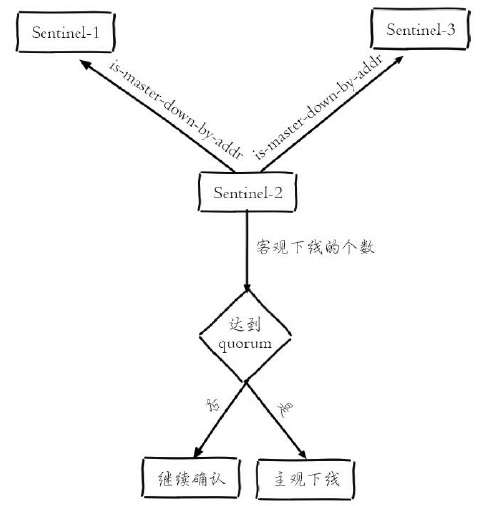 Sentinel-1
Sentinel-3
is-master-down-by-addr
is-master-down-by-addr
Sentinel-2
客观下线的个数
达到
quorum
否
是
继续确认
主观下线